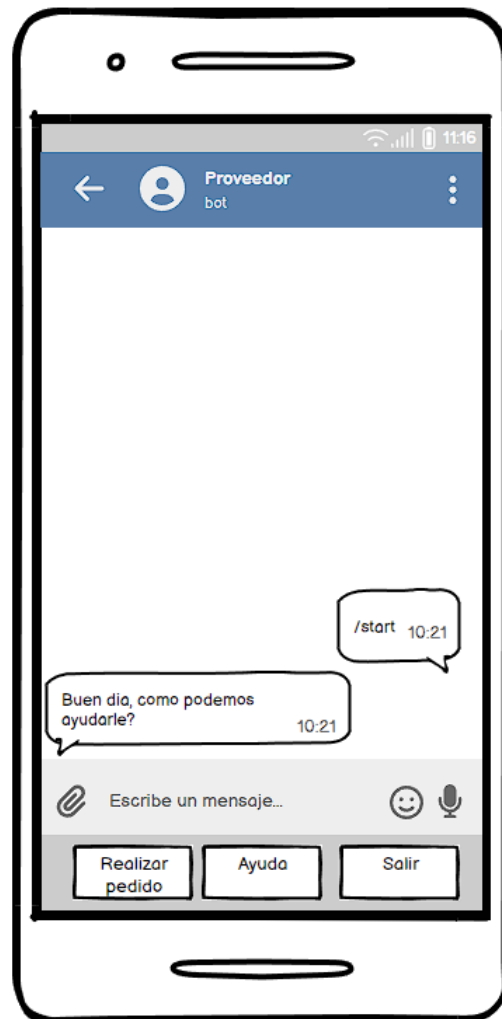 11:16
Proveedor
bot
/start 10:21
Buen dia, como podemos
ayudarle?
10:21
Escribe un mensaje...
Realizar
pedido
Ayuda
Salir